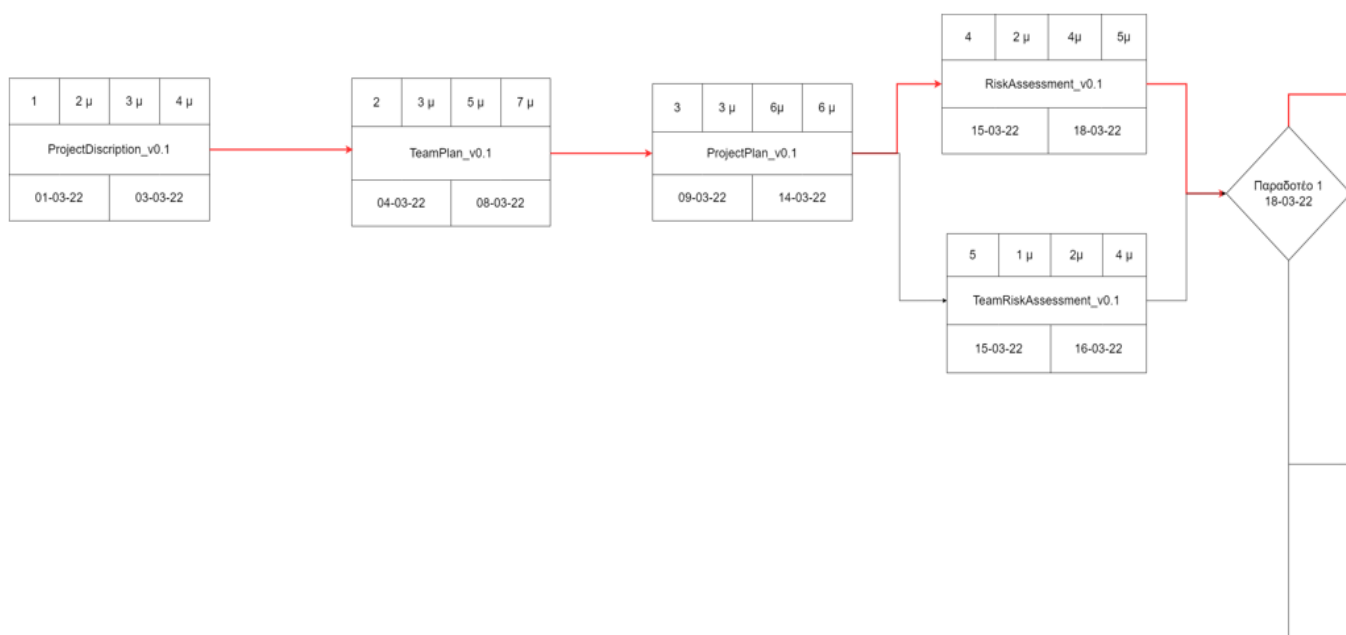 1 2 μ 3 μ 4 μ
ProjectDiscription_v0.1
01-03-22 03-03-22
2 3 μ 5 μ 7 μ
TeamPlan_v0.1
04-03-22 08-03-22
3 3 μ 6μ 6 μ
ProjectPlan_v0.1
09-03-22 14-03-22
4 2 μ 4μ 5μ
RiskAssessment_v0.1
15-03-22 18-03-22
5 1 μ 2μ 4 μ
TeamRiskAssessment_v0.1
15-03-22 16-03-22
Παραδοτέο 1
18-03-22